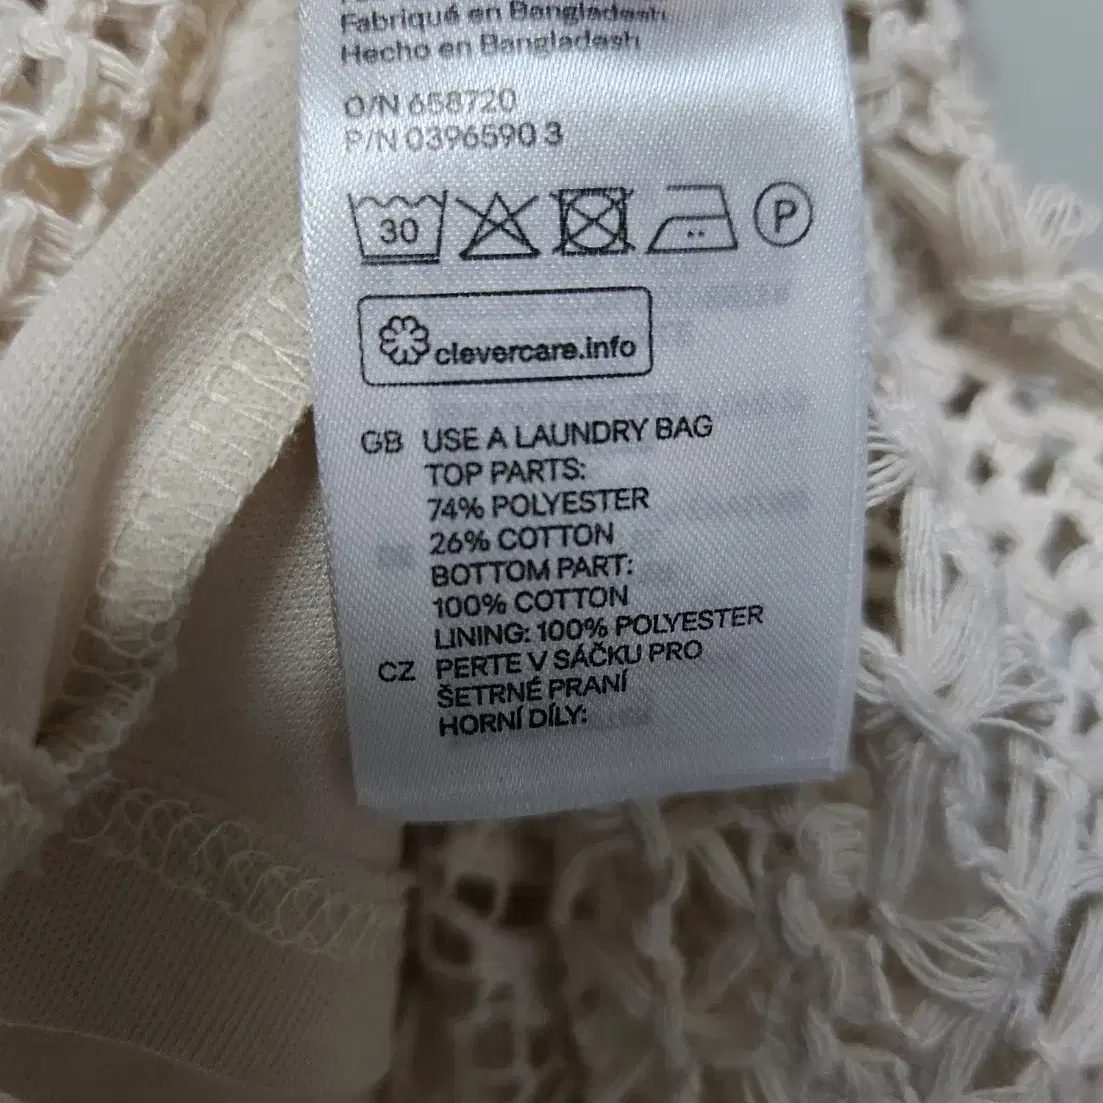 Fabriqué en Bangladesh
Hecho en Bangladesh
O/N 658720
P/N 0396590 3
30
P
clevercare.info
GB USE A LAUNDRY BAG
TOP PARTS:
74% POLYESTER
26% COTTON
BOTTOM PART:
100% COTTON
LINING: 100% POLYESTER
CZ PERTE V SÁČKU PRO
ŠETRNÉ PRANÍ
HORNÍ DÍLY: